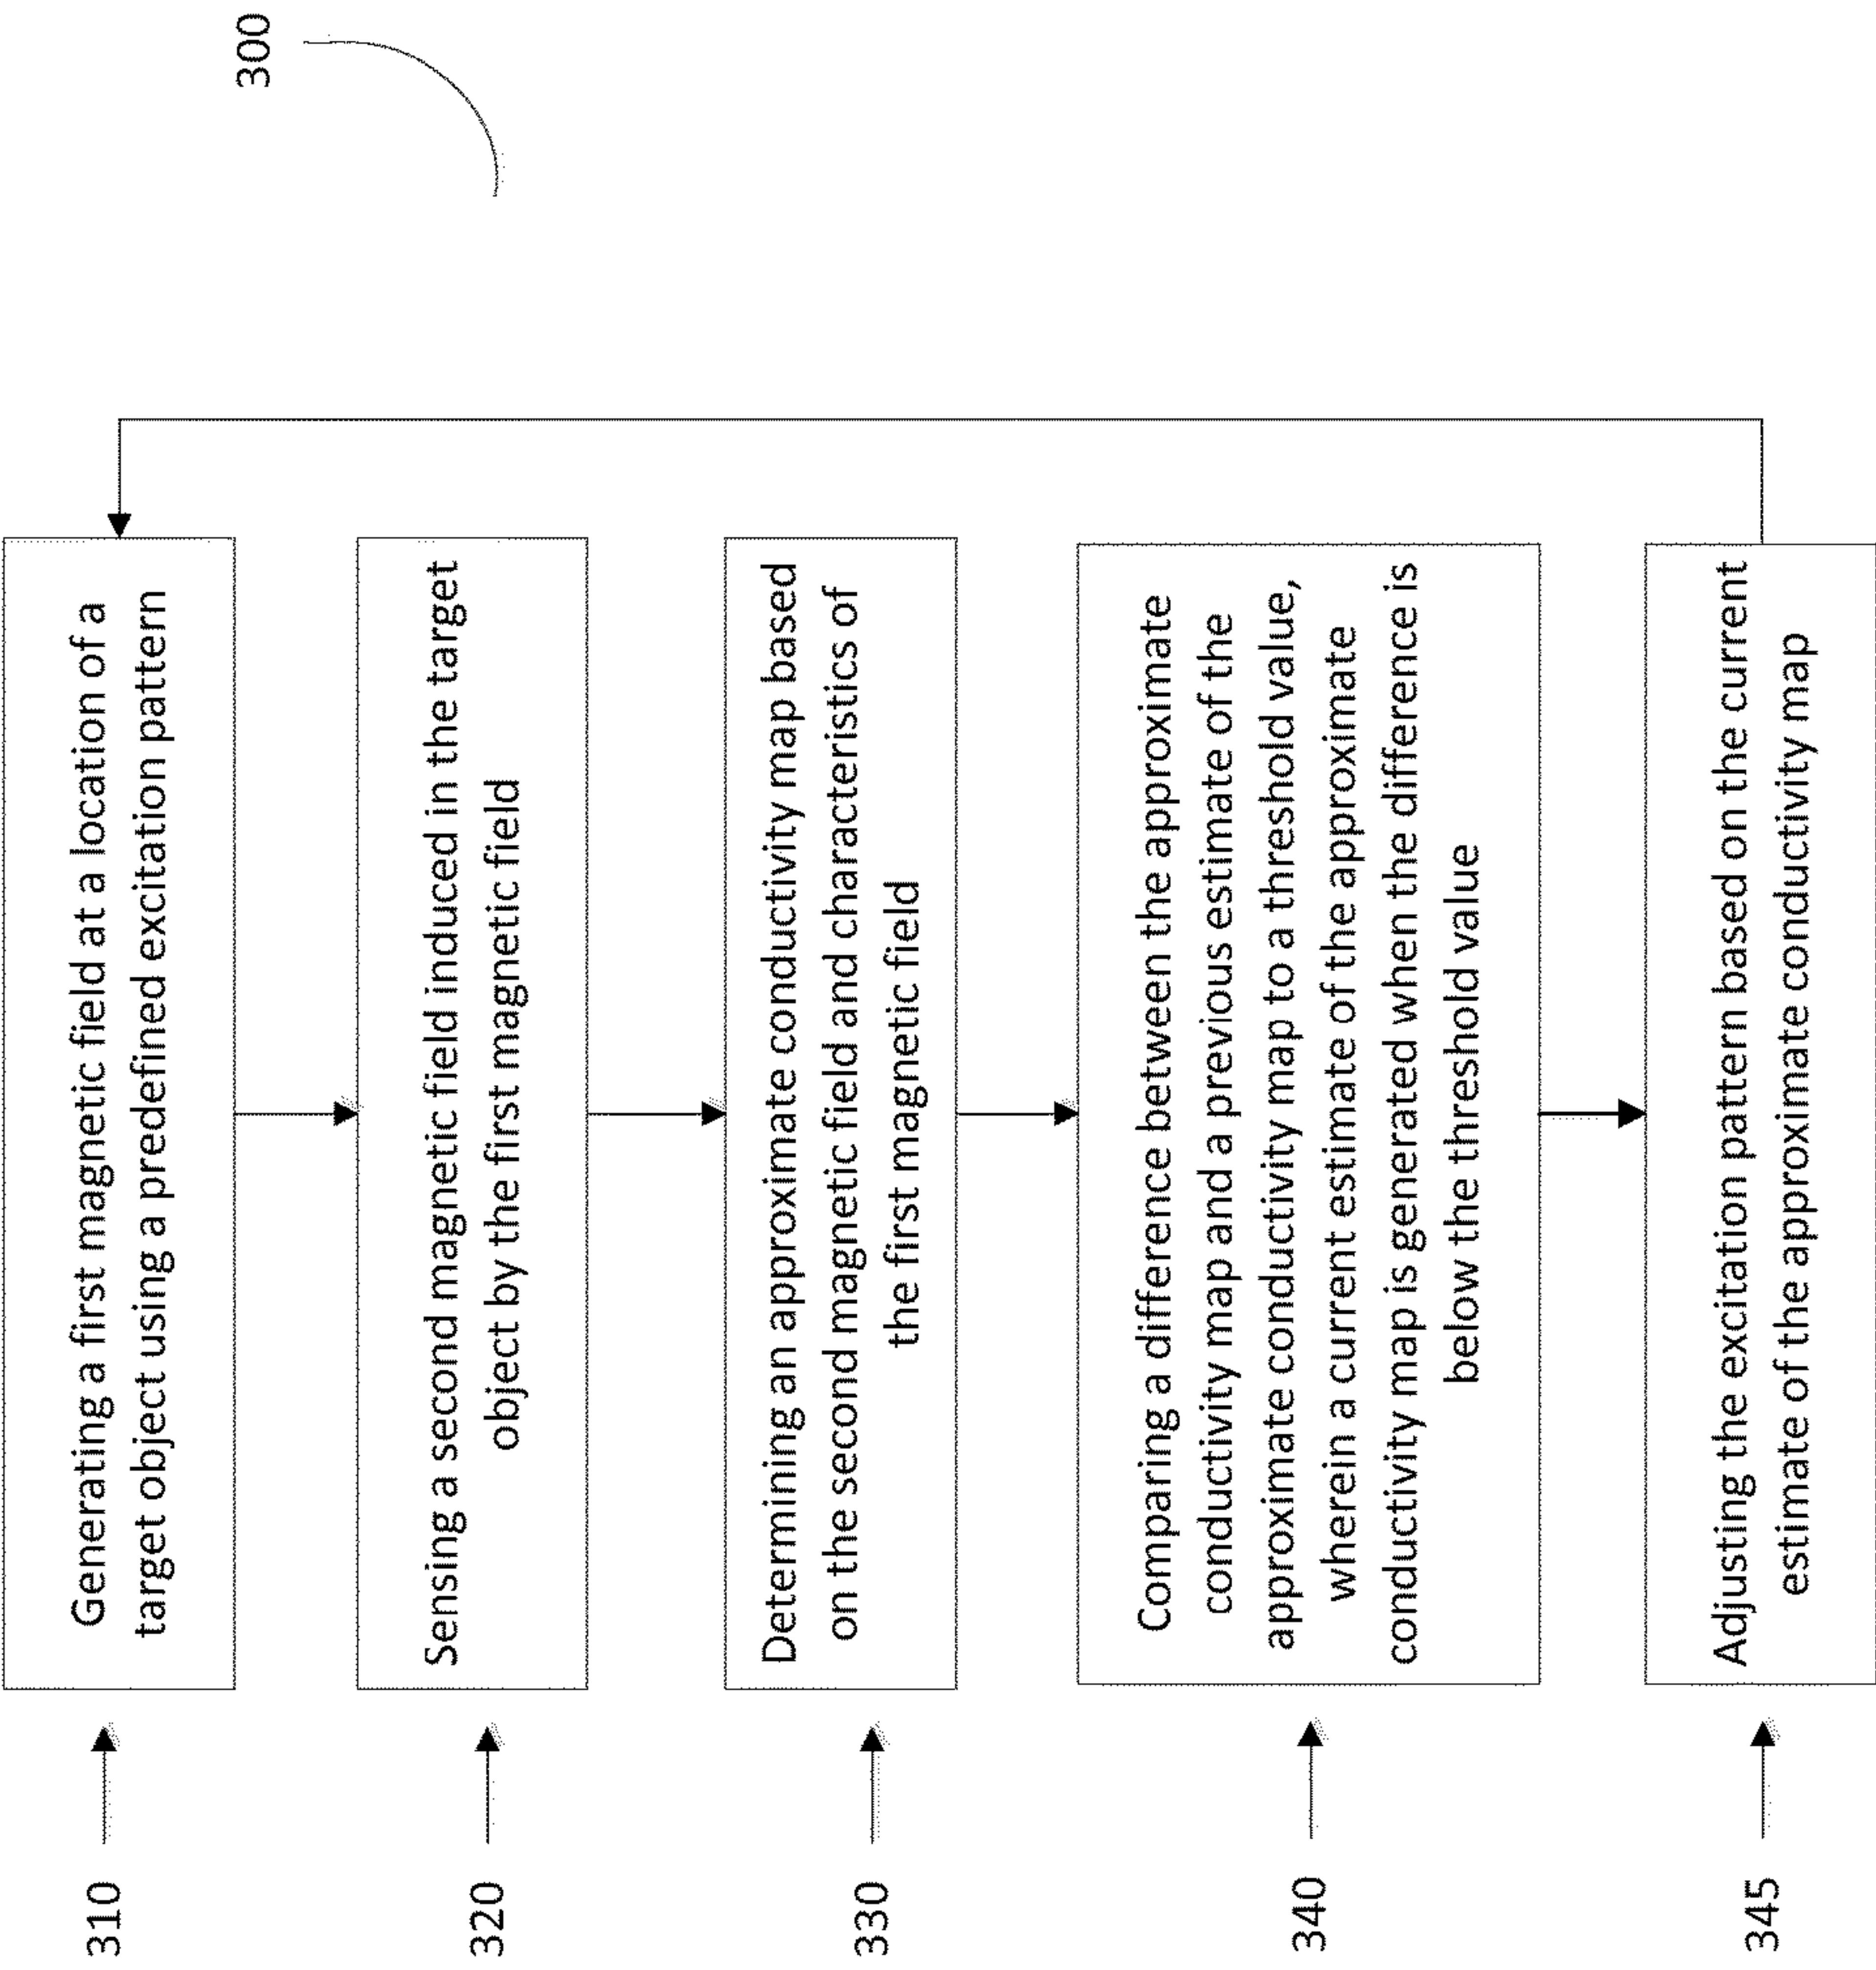 300
310
Generating a first magnetic field at a location of a
target object using a predefined excitation pattern
320
Sensing a second magnetic field induced in the target
object by the first magnetic field
330
Determining an approximate conductivity map based
on the second magnetic field and characteristics of
the first magnetic field
340
Comparing a difference between the approximate
conductivity map and a previous estimate of the
approximate conductivity map to a threshold value,
wherein a current estimate of the approximate
conductivity map is generated when the difference is
below the threshold value
345
Adjusting the excitation pattern based on the current
estimate of the approximate conductivity map